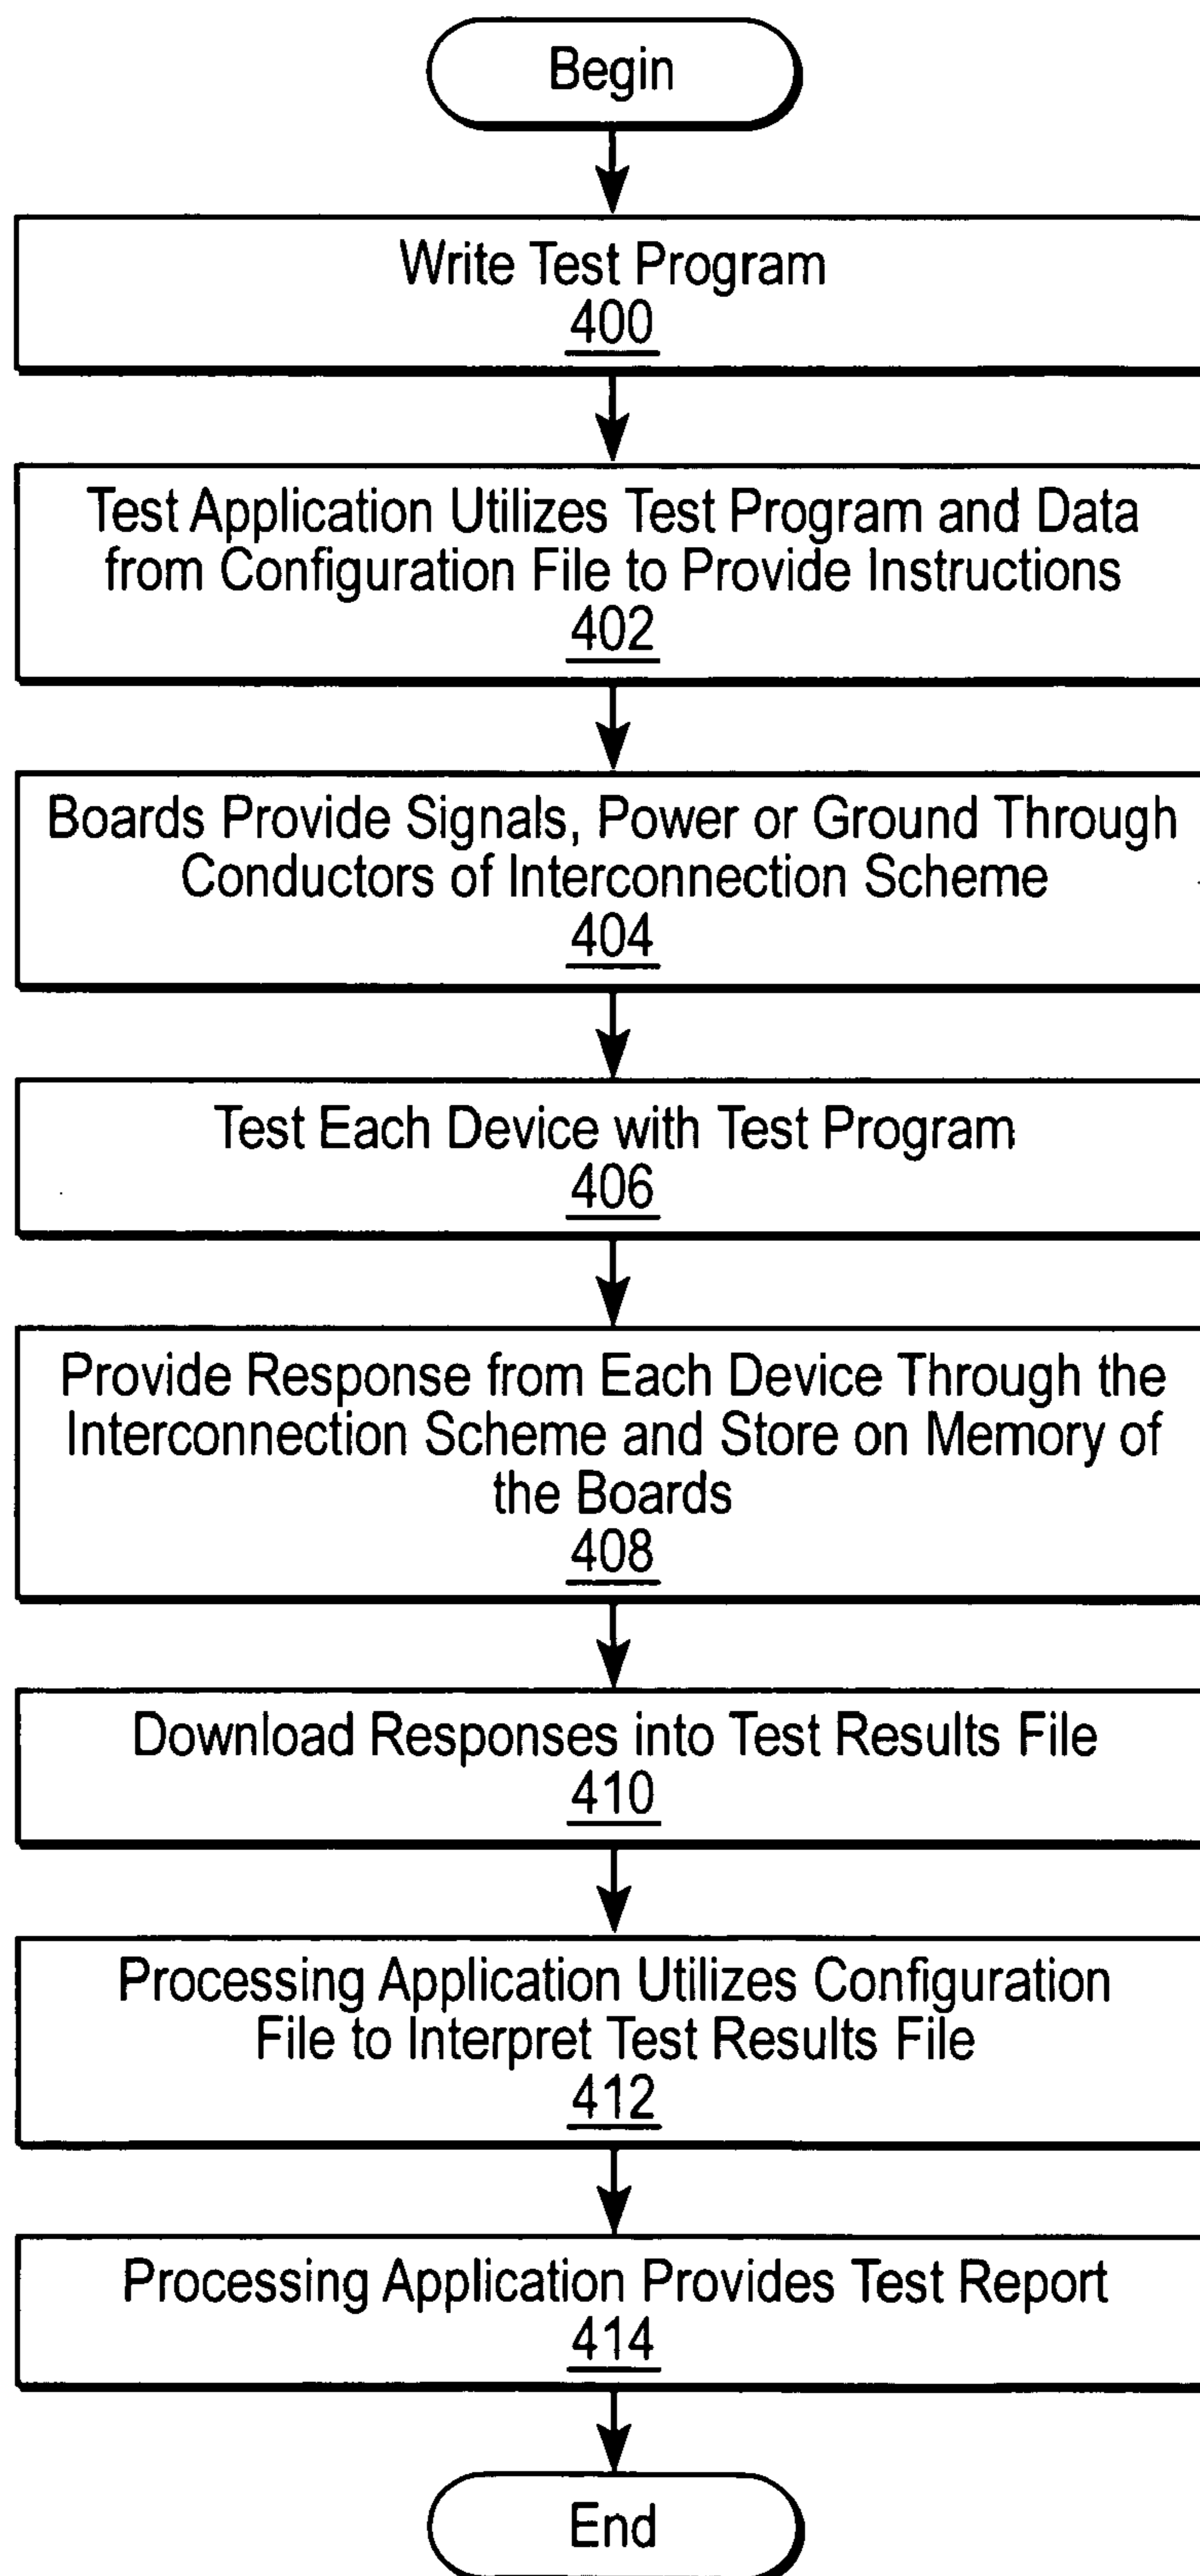 Begin
Write Test Program
400
Test Application Utilizes Test Program and Data
from Configuration File to Provide Instructions
402
Boards Provide Signals, Power or Ground Through
Conductors of Interconnection Scheme
404
Test Each Device with Test Program
406
Provide Response from Each Device Through the
Interconnection Scheme and Store on Memory of
the Boards
408
Download Responses into Test Results File
410
Processing Application Utilizes Configuration
File to Interpret Test Results File
412
Processing Application Provides Test Report
414
End